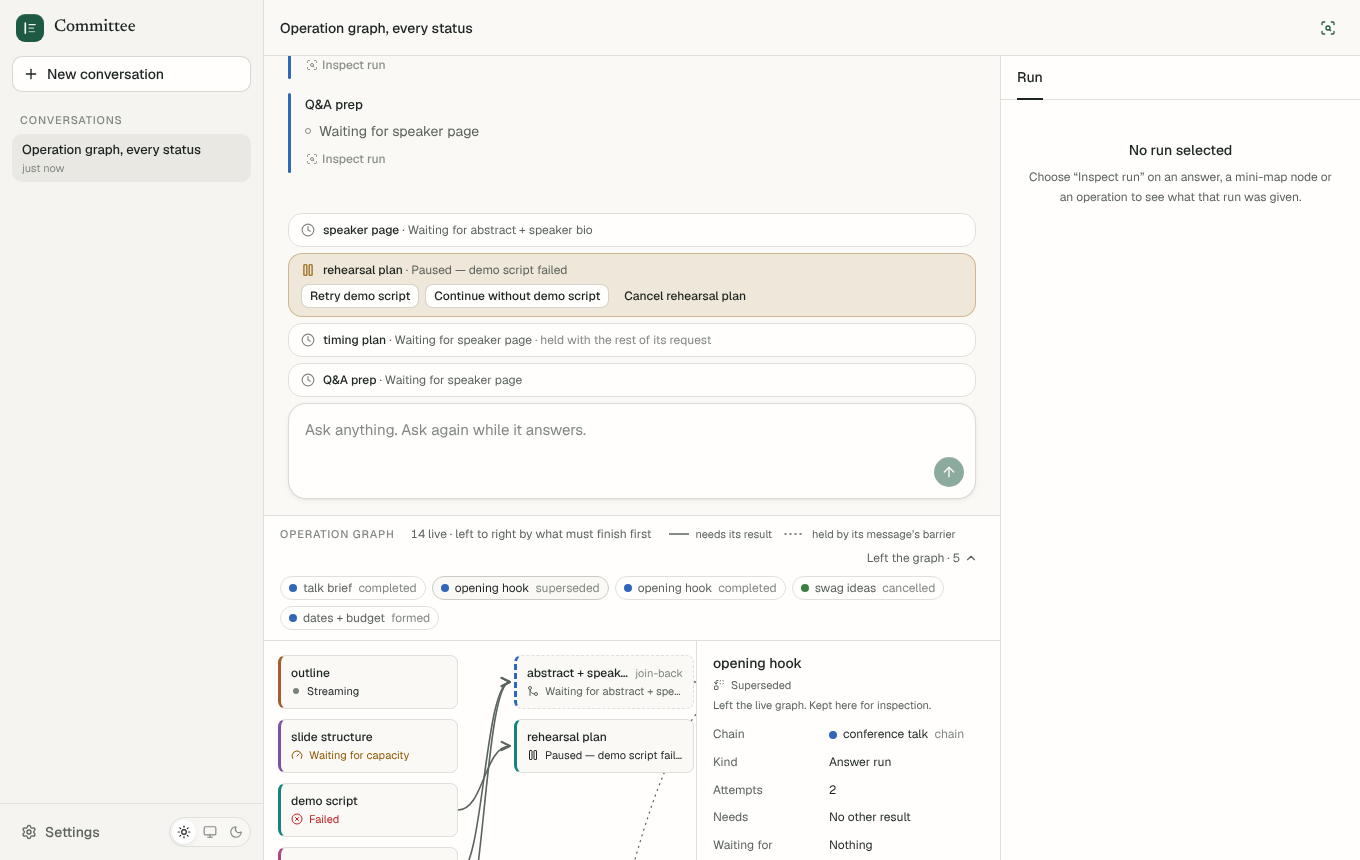 Committee
New conversation
CONVERSATIONS
Operation graph, every status
just now
Settings
Operation graph, every status
Inspect run
Q&A prep
Waiting for speaker page
Inspect run
speaker page · Waiting for abstract + speaker bio
rehearsal plan · Paused — demo script failed
Retry demo script
Continue without demo script
Cancel rehearsal plan
timing plan · Waiting for speaker page · held with the rest of its request
Q&A prep · Waiting for speaker page
Ask anything. Ask again while it answers.
OPERATION GRAPH
14 live · left to right by what must finish first
needs its result
held by its message's barrier
Left the graph · 5
talk brief completed
opening hook superseded
opening hook completed
swag ideas cancelled
dates + budget formed
outline
Streaming
slide structure
Waiting for capacity
demo script
Failed
abstract + speak… join-back
Waiting for abstract + spe…
rehearsal plan
Paused — demo script fail…
opening hook
Superseded
Left the live graph. Kept here for inspection.
Chain conference talk chain
Kind Answer run
Attempts 2
Needs No other result
Waiting for Nothing
Run
No run selected
Choose “Inspect run” on an answer, a mini-map node or
an operation to see what that run was given.